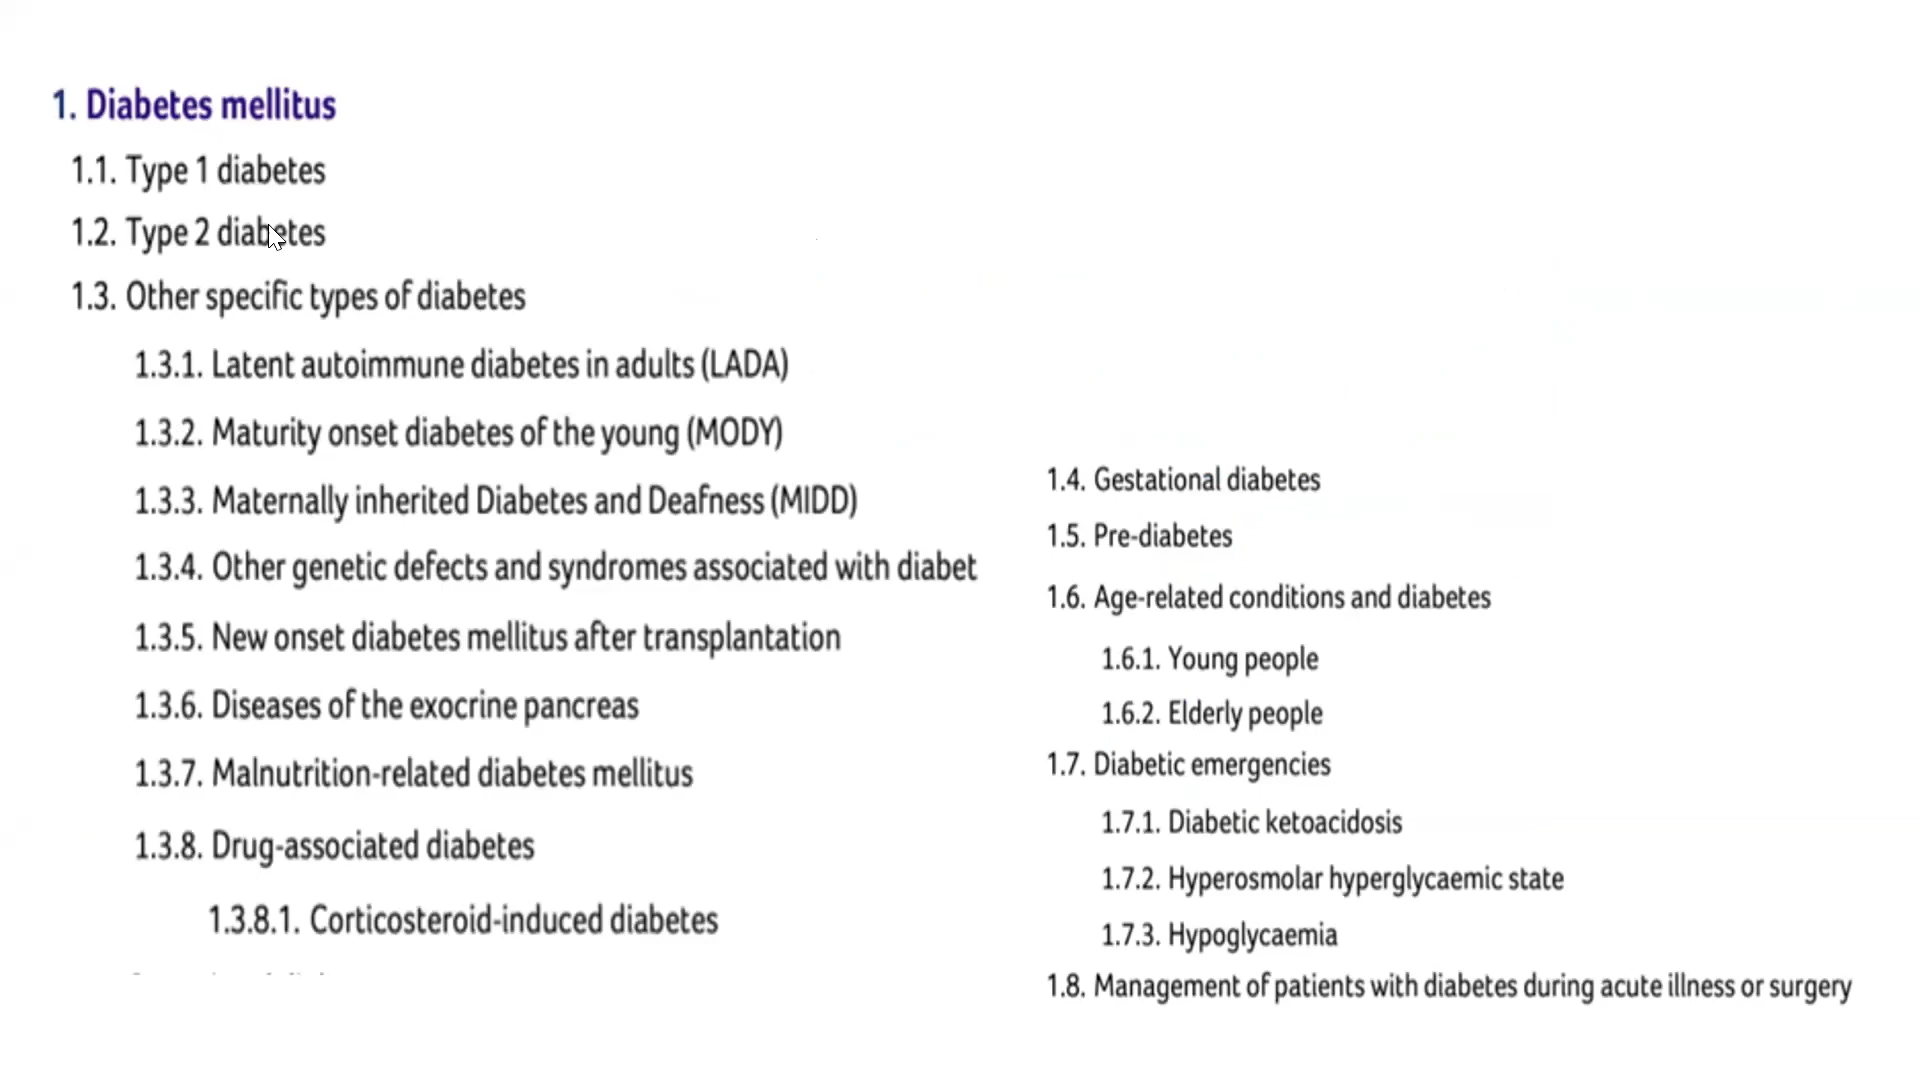 1. Diabetes mellitus
1.1. Type 1 diabetes
1.2. Type 2 diabetes
1.3. Other specific types of diabetes
1.3.1. Latent autoimmune diabetes in adults (LADA)
1.3.2. Maturity onset diabetes of the young (MODY)
1.3.3. Maternally inherited Diabetes and Deafness (MIDD)
1.3.4. Other genetic defects and syndromes associated with diabet
1.3.5. New onset diabetes mellitus after transplantation
1.3.6. Diseases of the exocrine pancreas
1.3.7. Malnutrition-related diabetes mellitus
1.3.8. Drug-associated diabetes
1.3.8.1. Corticosteroid-induced diabetes
1.4. Gestational diabetes
1.5. Pre-diabetes
1.6. Age-related conditions and diabetes
1.6.1. Young people
1.6.2. Elderly people
1.7. Diabetic emergencies
1.7.1. Diabetic ketoacidosis
1.7.2. Hyperosmolar hyperglycaemic state
1.7.3. Hypoglycaemia
1.8. Management of patients with diabetes during acute illness or surgery